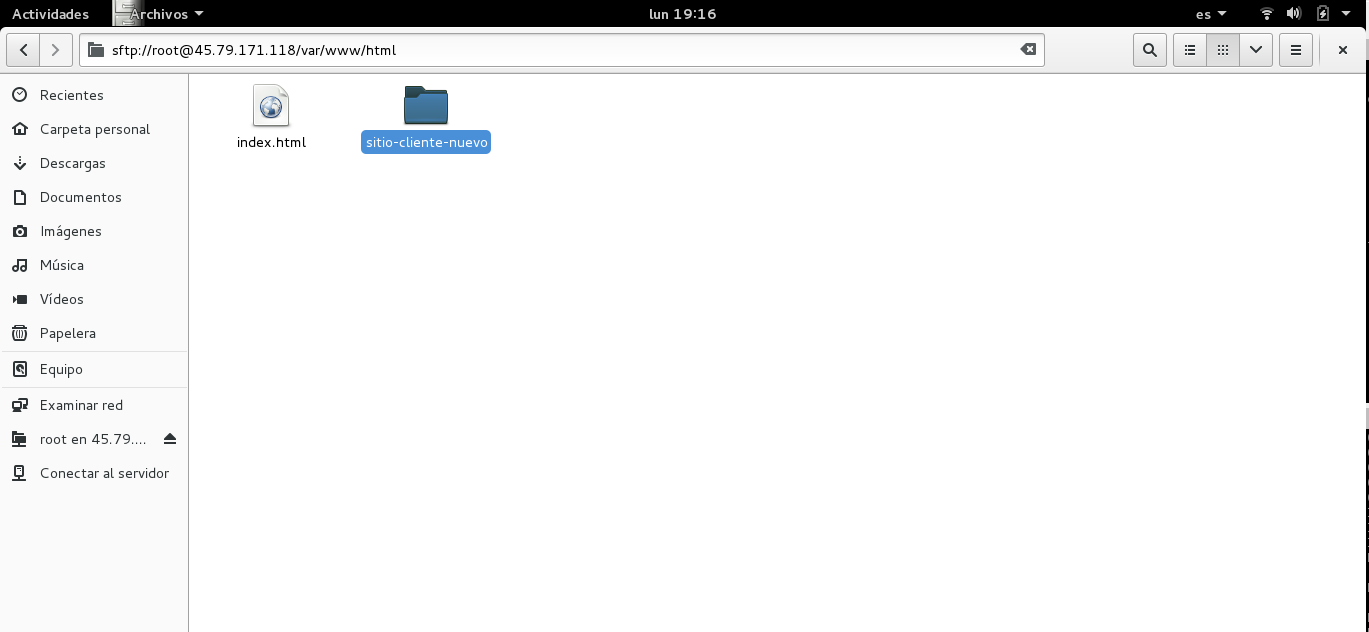 Actividades Archivos lun 19:16 es
sftp://root@45.79.171.118/var/www/html
Recientes
Carpeta personal
Descargas
Documentos
Imágenes
Música
Vídeos
Papelera
Equipo
Examinar red
root en 45.79....
Conectar al servidor
index.html
sitio-cliente-nuevo